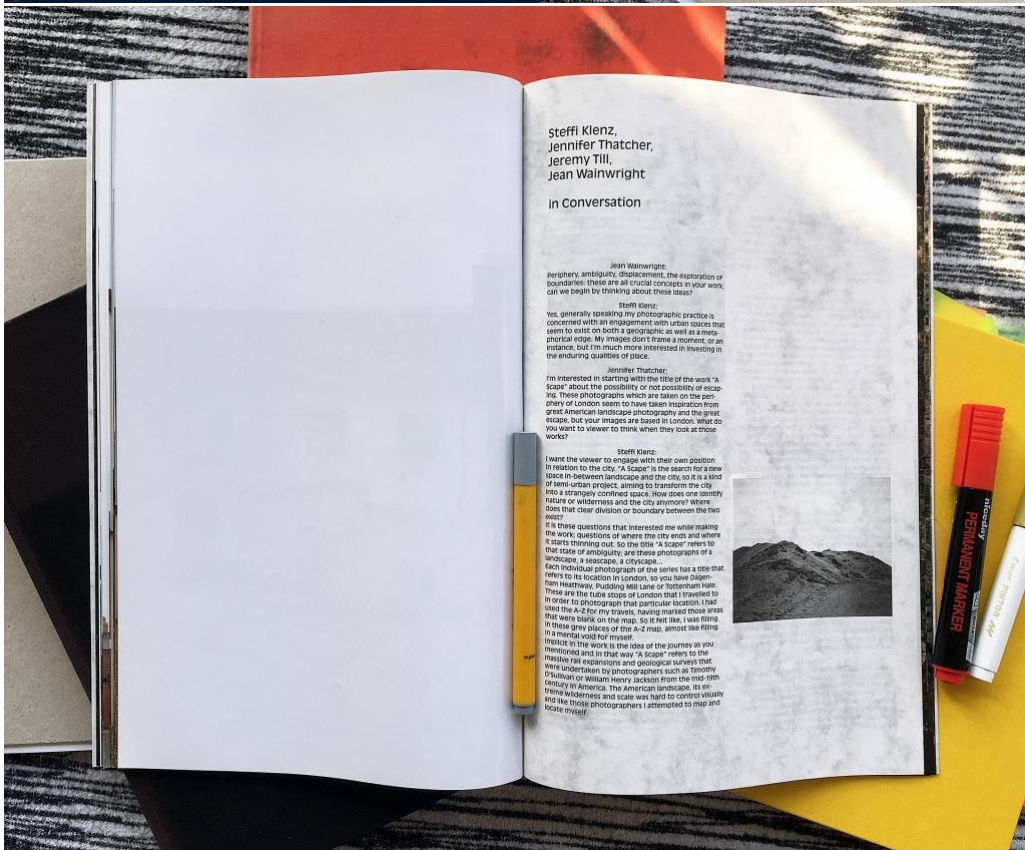 Steffi Klenz,
Jennifer Thatcher,
Jeremy Till,
Jean Wainwright
in Conversation
Jean Wainwright:
Periphery, ambiguity, displacement, the exploration of
boundaries: these are all crucial concepts in your work;
can we begin by thinking about these ideas?
Steffi Klenz:
Yes, generally speaking my photographic practice is
concerned with an engagement with urban spaces that
seem to exist on both a geographic as well as a meta-
phorical edge. My images don't frame a moment, or an
instance, but I'm much more interested in investing in
the enduring qualities of place.
Jennifer Thatcher:
I'm interested in starting with the title of the work "A
Scape" about the possibility or not possibility of escap-
ing. These photographs which are taken on the peri-
phery of London seem to have taken inspiration from
great American landscape photography and the great
escape, but your images are based in London. What do
you want to viewer to think when they look at those
works?
Steffi Klenz:
I want the viewer to engage with their own position
in relation to the city. "A Scape" is the search for a new
space in-between landscape and the city, so it is a kind
of semi-urban project, aiming to transform the city
into a strangely confined space. How does one identify
nature or wilderness and the city anymore? Where
does that clear division or boundary between the two
exist?
It is these questions that interested me while making
the work; questions of where the city ends and where
it starts thinning out. So the title "A Scape" refers to
that state of ambiguity; are these photographs of a
landscape, a seascape, a cityscape...
Each individual photograph of the series has a title that
refers to its location in London, so you have Dagen-
ham Heathway, Pudding Mill Lane or Tottenham Hale.
These are the tube stops of London that I travelled to
in order to photograph that particular location. I had
used the A-Z for my travels, having marked those areas
that were blank on the map. So it felt like, I was filling
in these grey places of the A-Z map, almost like filling
in a mental void for myself.
Implicit in the work is the idea of the journey as you
mentioned and in that way "A Scape" refers to the
massive rail expansions and geological surveys that
were undertaken by photographers such as Timothy
O'Sullivan or William Henry Jackson from the mid-19th
century in America. The American landscape, its ex-
treme wilderness and scale was hard to control visually
and like those photographers I attempted to map and
locate myself.
niceday
PERMANENT MARKER
PINTOR